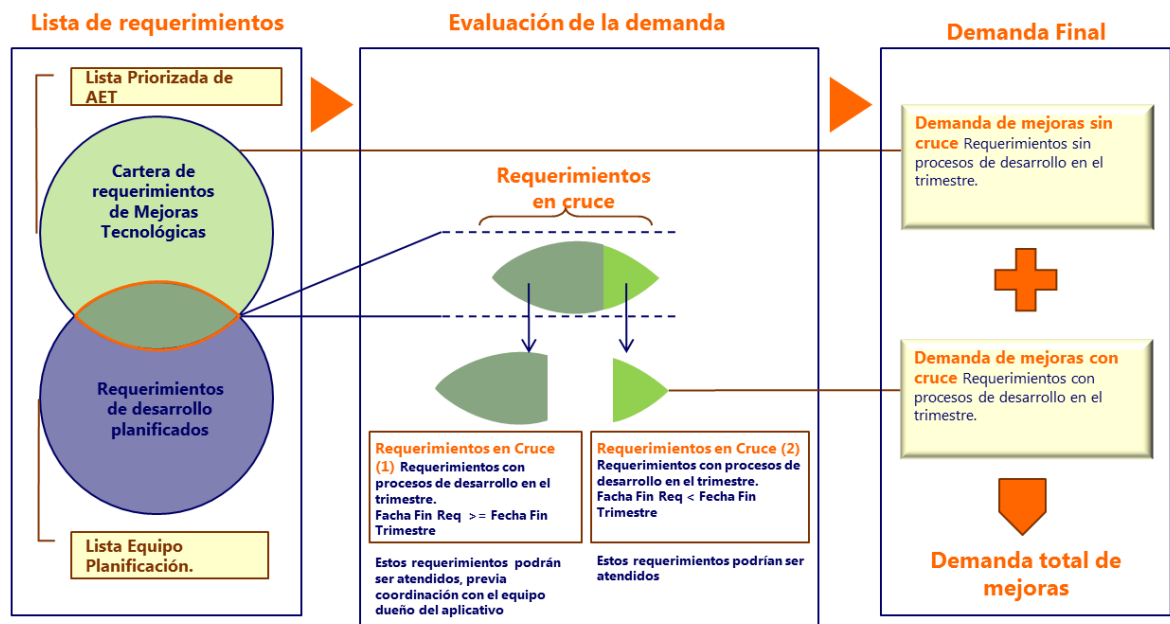 Lista de requerimientos
Lista Priorizada de
AET
Cartera de
requerimientos
de Mejoras
Tecnológicas
Requerimientos
de desarrollo
planificados
Lista Equipo
Planificación.
Evaluación de la demanda
Requerimientos
en cruce
Requerimientos en Cruce
(1) Requerimientos con
procesos de desarrollo en el
trimestre.
Facha Fin Req >= Fecha Fin
Trimestre
Estos requerimientos podrán
ser atendidos, previa
coordinación con el equipo
dueño del aplicativo
Requerimientos en Cruce (2)
Requerimientos con procesos de
desarrollo en el trimestre.
Facha Fin Req < Fecha Fin
Trimestre
Estos requerimientos podrían ser
atendidos
Demanda Final
Demanda de mejoras sin
cruce Requerimientos sin
procesos de desarrollo en el
trimestre.
Demanda de mejoras con
cruce Requerimientos con
procesos de desarrollo en el
trimestre.
Demanda total de
mejoras